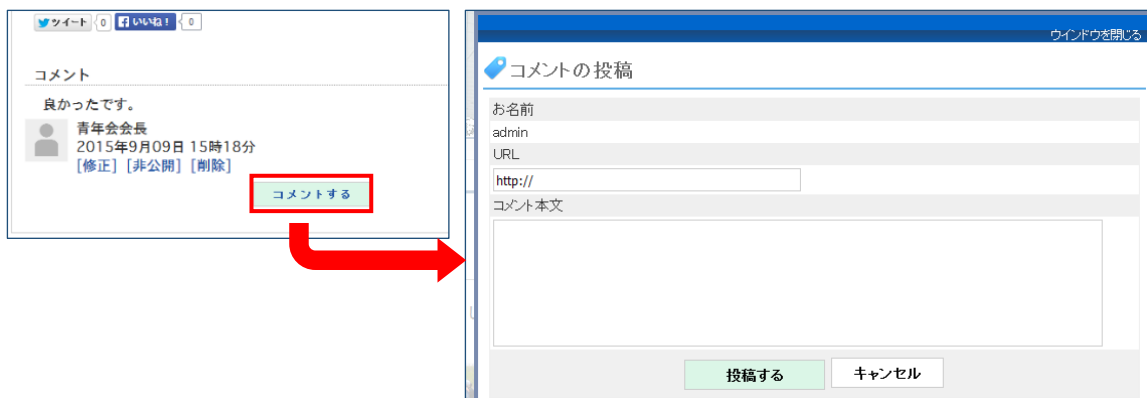 ツイート 0 いいね! 0
コメント
良かったです。
青年会会長
2015年9月09日 15時18分
[修正] [非公開] [削除]
コメントする
ウインドウを閉じる
コメントの投稿
お名前
admin
URL
http://
コメント本文
投稿する キャンセル